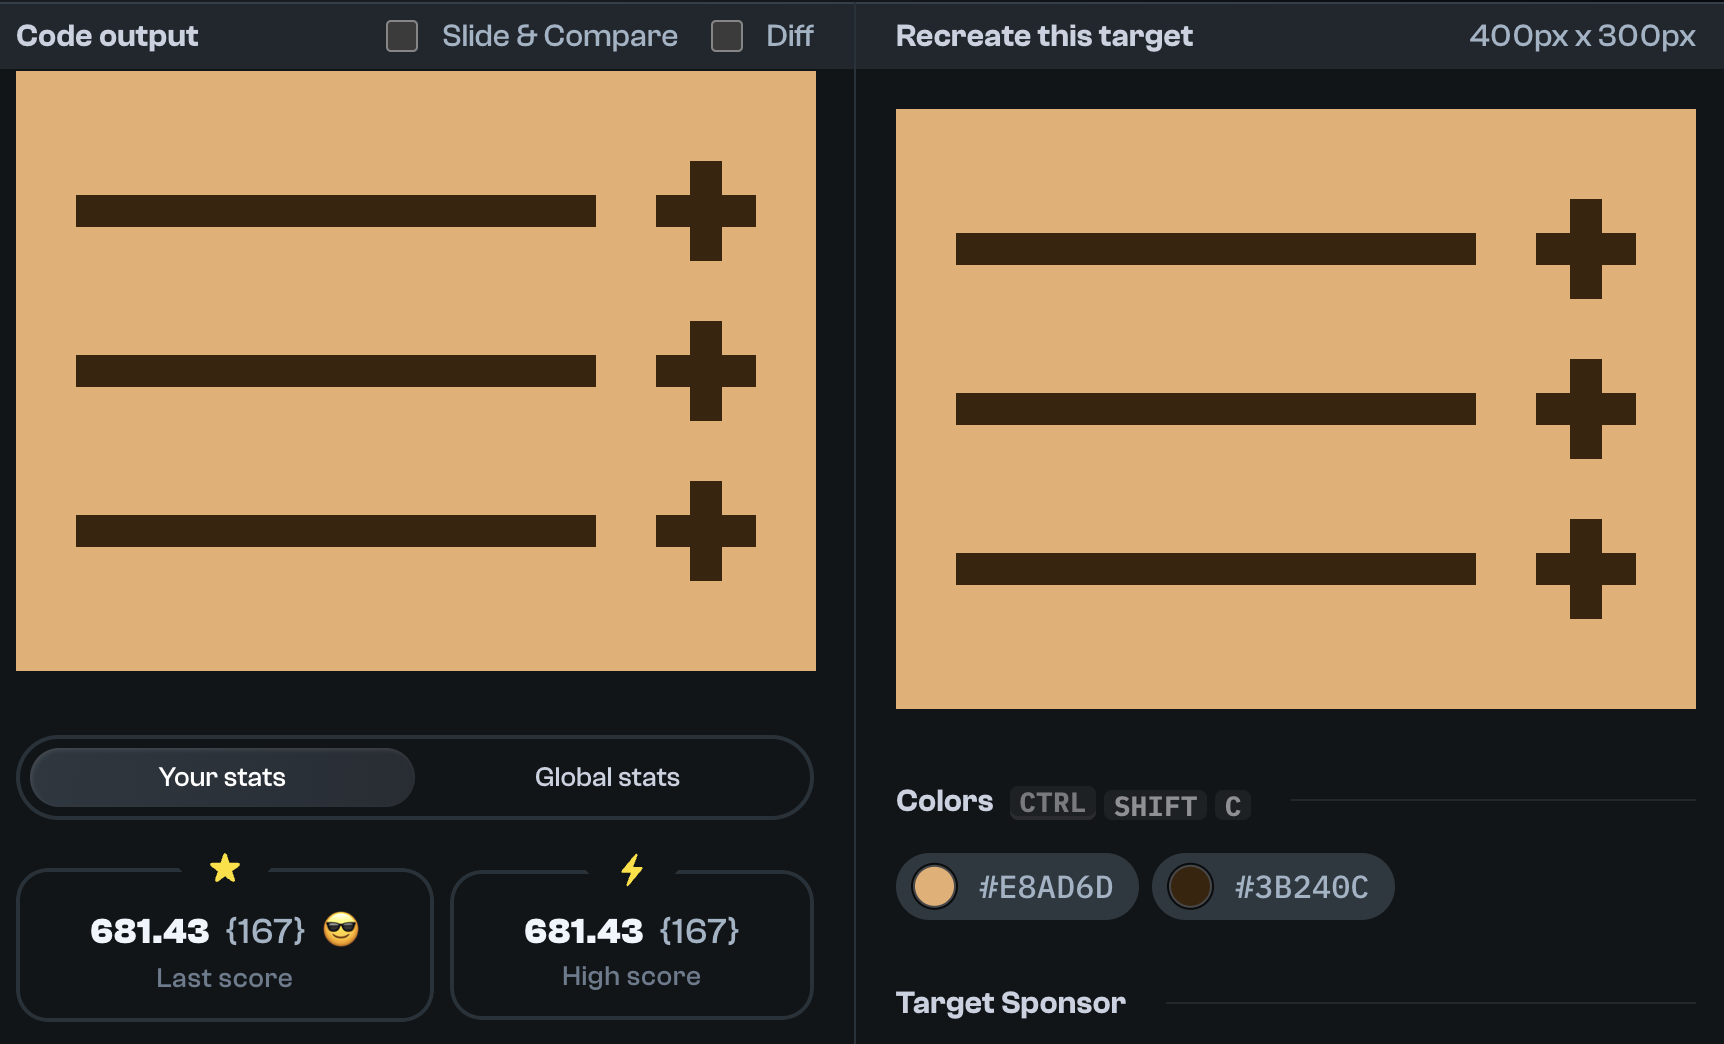 Code output
Slide & Compare
Diff
Recreate this target
400px x 300px
Your stats
Global stats
681.43 {167} 😎
Last score
681.43 {167}
High score
Colors CTRL SHIFT C
#E8AD6D
#3B240C
Target Sponsor